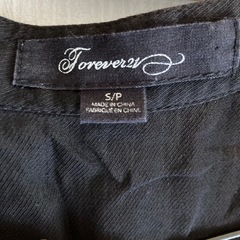 Forever21
S/P
MADE IN CHINA
FABRIQUÉ EN CHINE